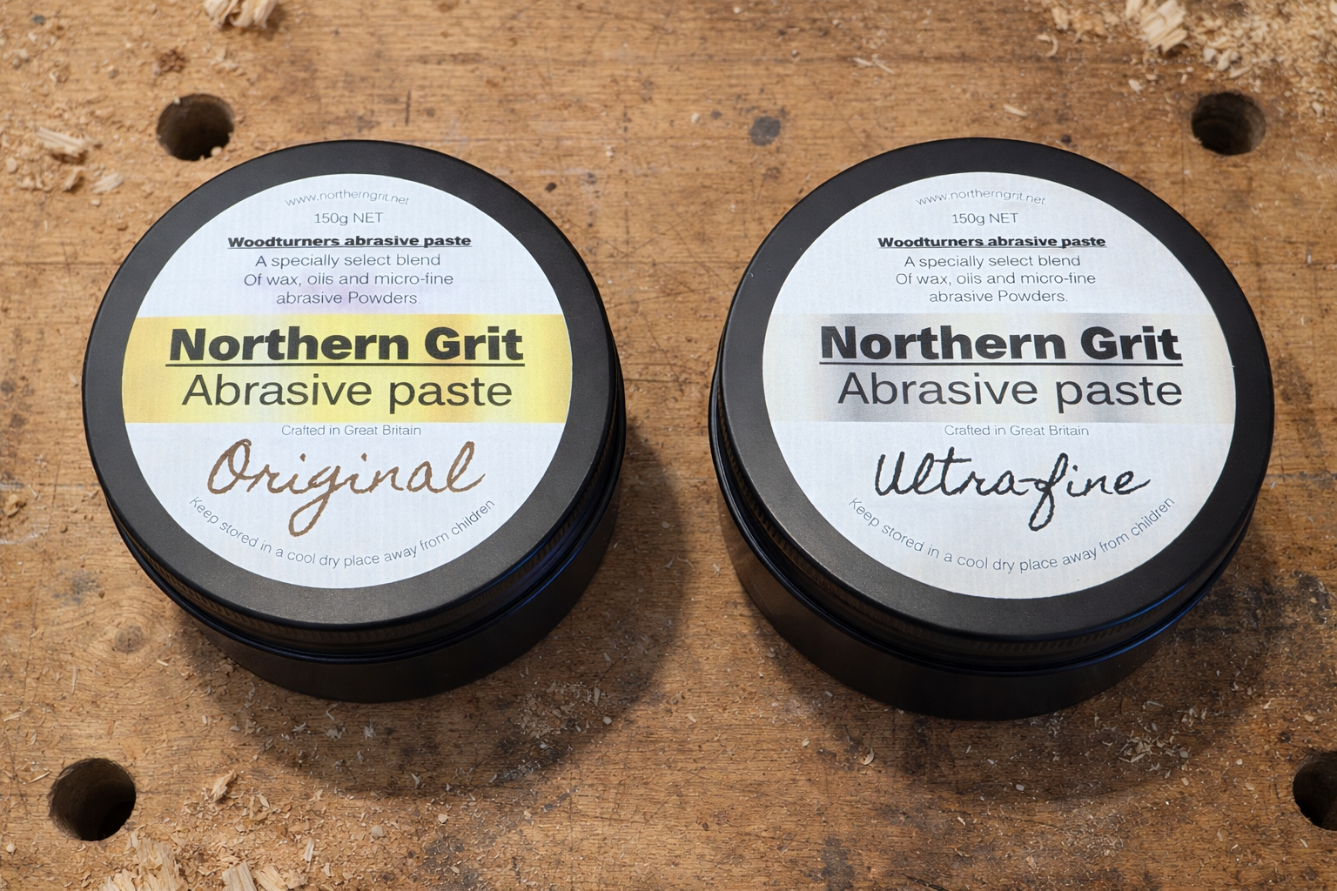 www.northerngrit.net
150g NET
Woodturners abrasive paste
A specially select blend
Of wax, oils and micro-fine
abrasive Powders
Northern Grit
Abrasive paste
Crafted in Great Britain
Original
Keep stored in a cool dry place away from children
www.northerngrit.net
150g NET
Woodturners abrasive paste
A specially select blend
Of wax, oils and micro-fine
abrasive Powders.
Northern Grit
Abrasive paste
Crafted in Great Britain
Ultra-fine
Keep stored in a cool dry place away from children